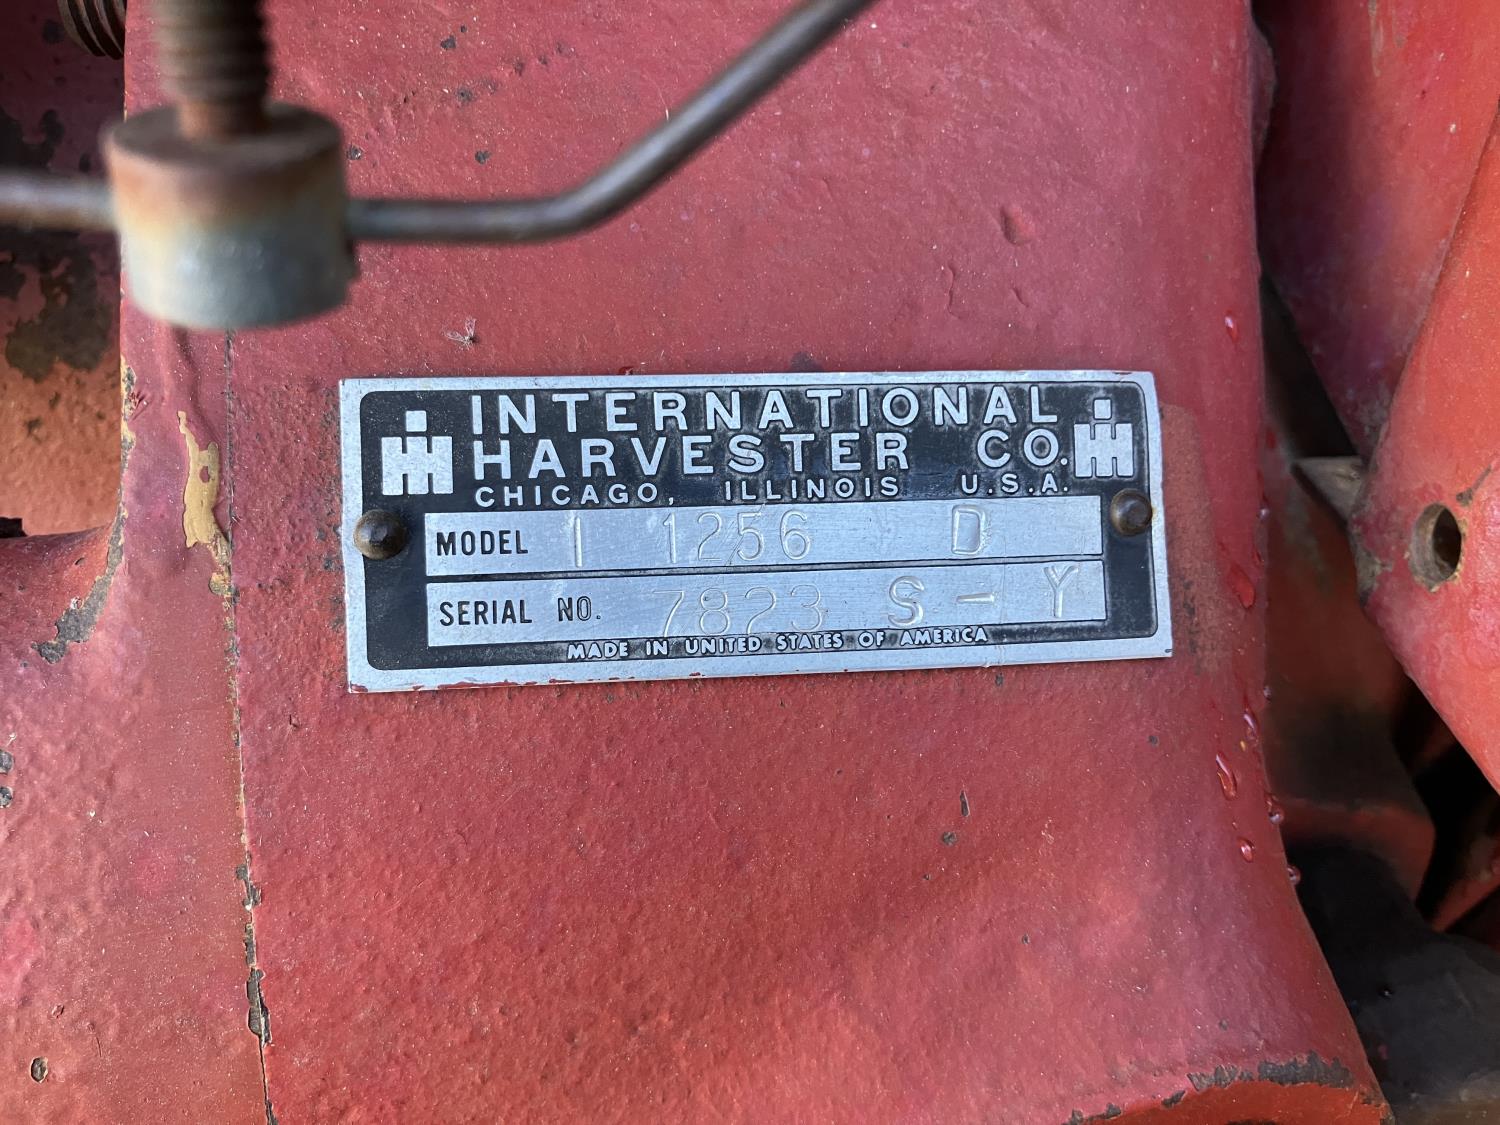 INTERNATIONAL
HARVESTER CO.
CHICAGO, ILLINOIS U.S.A.
MODEL I 1256 D
SERIAL NO. 7823 S-Y
MADE IN UNITED STATES OF AMERICA